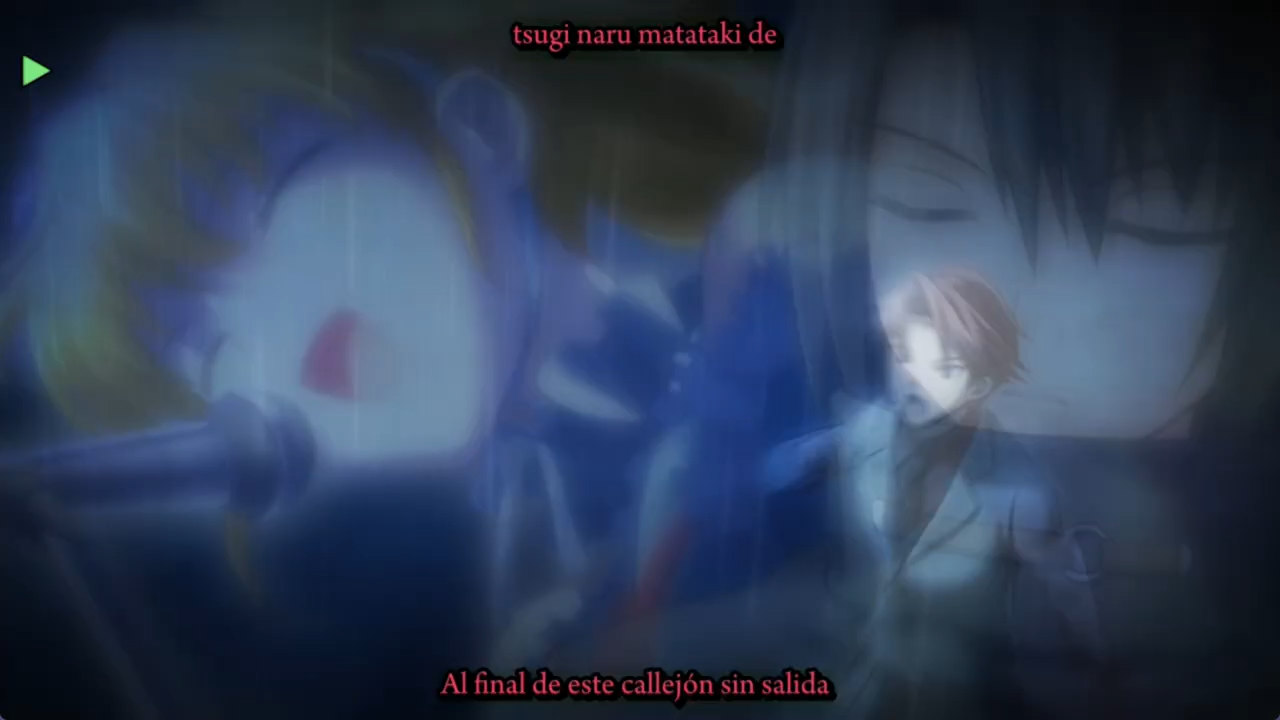 tsugi naru matataki de
Al final de este callejón sin salida